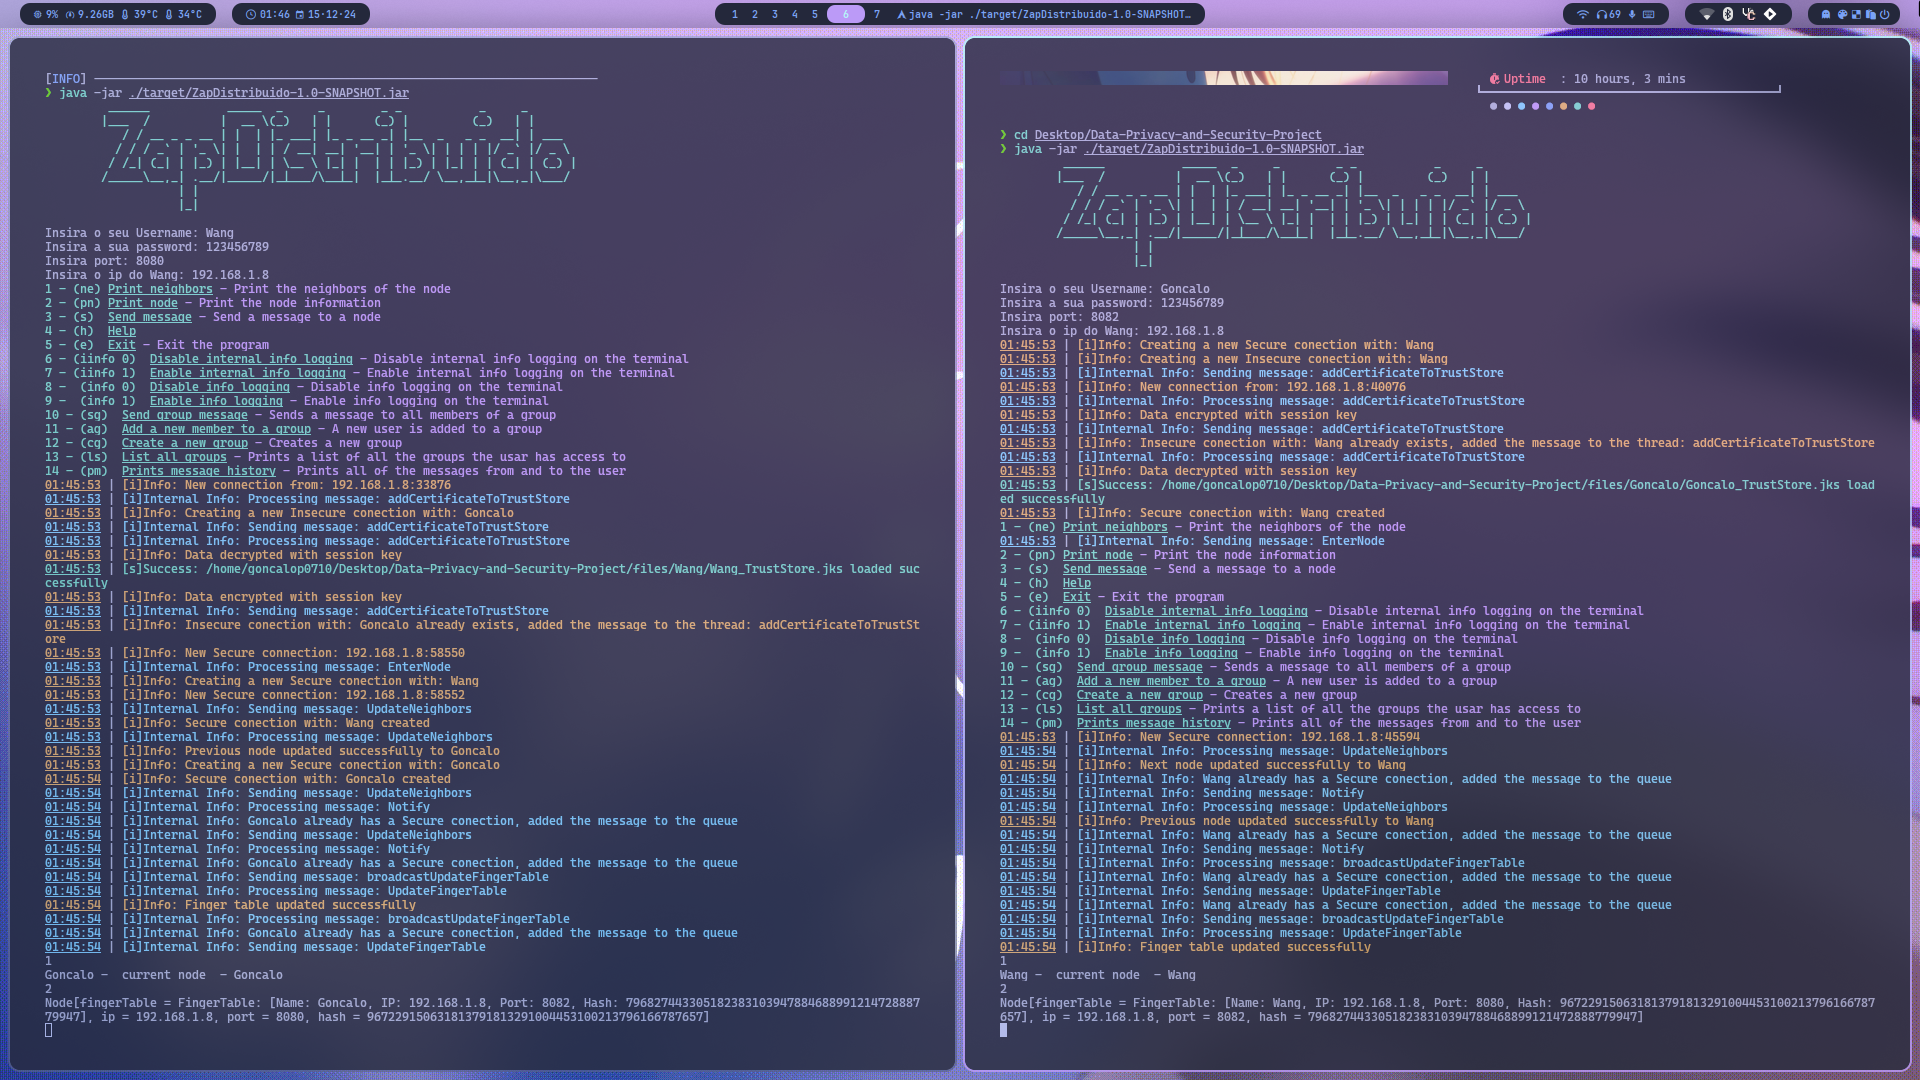 9% 9.26GB 39°C 34°C
01:46 15·12·24
1 2 3 4 5 6 7 java -jar ./target/ZapDistribuido-1.0-SNAPSHOT…
69
[INFO] ────────────────────────────────────────
❯ java -jar ./target/ZapDistribuido-1.0-SNAPSHOT.jar
ZapDistribuido
Insira o seu Username: Wang
Insira a sua password: 123456789
Insira port: 8080
Insira o ip do Wang: 192.168.1.8
1 - (ne) Print neighbors - Print the neighbors of the node
2 - (pn) Print node - Print the node information
3 - (s)  Send message - Send a message to a node
4 - (h)  Help
5 - (e)  Exit - Exit the program
6 - (iinfo 0)  Disable internal info logging - Disable internal info logging on the terminal
7 - (iinfo 1)  Enable internal info logging - Enable internal info logging on the terminal
8 -  (info 0)  Disable info logging - Disable info logging on the terminal
9 -  (info 1)  Enable info logging - Enable info logging on the terminal
10 - (sg)  Send group message - Sends a message to all members of a group
11 - (ag)  Add a new member to a group - A new user is added to a group
12 - (cg)  Create a new group - Creates a new group
13 - (ls)  List all groups - Prints a list of all the groups the usar has access to
14 - (pm)  Prints message history - Prints all of the messages from and to the user
01:45:53 | [i]Info: New connection from: 192.168.1.8:33876
01:45:53 | [i]Internal Info: Processing message: addCertificateToTrustStore
01:45:53 | [i]Info: Creating a new Insecure conection with: Goncalo
01:45:53 | [i]Internal Info: Sending message: addCertificateToTrustStore
01:45:53 | [i]Internal Info: Processing message: addCertificateToTrustStore
01:45:53 | [i]Info: Data decrypted with session key
01:45:53 | [s]Success: /home/goncalop0710/Desktop/Data-Privacy-and-Security-Project/files/Wang/Wang_TrustStore.jks loaded suc
cessfully
01:45:53 | [i]Info: Data encrypted with session key
01:45:53 | [i]Internal Info: Sending message: addCertificateToTrustStore
01:45:53 | [i]Info: Insecure conection with: Goncalo already exists, added the message to the thread: addCertificateToTrustSt
ore
01:45:53 | [i]Info: New Secure connection: 192.168.1.8:58550
01:45:53 | [i]Internal Info: Processing message: EnterNode
01:45:53 | [i]Info: Creating a new Secure conection with: Wang
01:45:53 | [i]Info: New Secure connection: 192.168.1.8:58552
01:45:53 | [i]Internal Info: Sending message: UpdateNeighbors
01:45:53 | [i]Info: Secure conection with: Wang created
01:45:53 | [i]Internal Info: Processing message: UpdateNeighbors
01:45:53 | [i]Info: Previous node updated successfully to Goncalo
01:45:53 | [i]Info: Creating a new Secure conection with: Goncalo
01:45:54 | [i]Info: Secure conection with: Goncalo created
01:45:54 | [i]Internal Info: Sending message: UpdateNeighbors
01:45:54 | [i]Internal Info: Processing message: Notify
01:45:54 | [i]Internal Info: Goncalo already has a Secure conection, added the message to the queue
01:45:54 | [i]Internal Info: Sending message: UpdateNeighbors
01:45:54 | [i]Internal Info: Processing message: Notify
01:45:54 | [i]Internal Info: Goncalo already has a Secure conection, added the message to the queue
01:45:54 | [i]Internal Info: Sending message: broadcastUpdateFingerTable
01:45:54 | [i]Internal Info: Processing message: UpdateFingerTable
01:45:54 | [i]Info: Finger table updated successfully
01:45:54 | [i]Internal Info: Processing message: broadcastUpdateFingerTable
01:45:54 | [i]Internal Info: Goncalo already has a Secure conection, added the message to the queue
01:45:54 | [i]Internal Info: Sending message: UpdateFingerTable
1
Goncalo -  current node  - Goncalo
2
Node[fingerTable = FingerTable: [Name: Goncalo, IP: 192.168.1.8, Port: 8082, Hash: 796827443305182383103947884688991214728887
79947], ip = 192.168.1.8, port = 8080, hash = 96722915063181379181329100445310021379616678​7657]
Uptime  : 10 hours, 3 mins
❯ cd Desktop/Data-Privacy-and-Security-Project
❯ java -jar ./target/ZapDistribuido-1.0-SNAPSHOT.jar
ZapDistribuido
Insira o seu Username: Goncalo
Insira a sua password: 123456789
Insira port: 8082
Insira o ip do Wang: 192.168.1.8
01:45:53 | [i]Info: Creating a new Secure conection with: Wang
01:45:53 | [i]Info: Creating a new Insecure conection with: Wang
01:45:53 | [i]Internal Info: Sending message: addCertificateToTrustStore
01:45:53 | [i]Info: New connection from: 192.168.1.8:40076
01:45:53 | [i]Internal Info: Processing message: addCertificateToTrustStore
01:45:53 | [i]Info: Data encrypted with session key
01:45:53 | [i]Internal Info: Sending message: addCertificateToTrustStore
01:45:53 | [i]Info: Insecure conection with: Wang already exists, added the message to the thread: addCertificateToTrustStore
01:45:53 | [i]Internal Info: Processing message: addCertificateToTrustStore
01:45:53 | [i]Info: Data decrypted with session key
01:45:53 | [s]Success: /home/goncalop0710/Desktop/Data-Privacy-and-Security-Project/files/Goncalo/Goncalo_TrustStore.jks load
ed successfully
01:45:53 | [i]Info: Secure conection with: Wang created
1 - (ne) Print neighbors - Print the neighbors of the node
01:45:53 | [i]Internal Info: Sending message: EnterNode
2 - (pn) Print node - Print the node information
3 - (s)  Send message - Send a message to a node
4 - (h)  Help
5 - (e)  Exit - Exit the program
6 - (iinfo 0)  Disable internal info logging - Disable internal info logging on the terminal
7 - (iinfo 1)  Enable internal info logging - Enable internal info logging on the terminal
8 -  (info 0)  Disable info logging - Disable info logging on the terminal
9 -  (info 1)  Enable info logging - Enable info logging on the terminal
10 - (sg)  Send group message - Sends a message to all members of a group
11 - (ag)  Add a new member to a group - A new user is added to a group
12 - (cg)  Create a new group - Creates a new group
13 - (ls)  List all groups - Prints a list of all the groups the usar has access to
14 - (pm)  Prints message history - Prints all of the messages from and to the user
01:45:53 | [i]Info: New Secure connection: 192.168.1.8:45594
01:45:54 | [i]Internal Info: Processing message: UpdateNeighbors
01:45:54 | [i]Info: Next node updated successfully to Wang
01:45:54 | [i]Internal Info: Wang already has a Secure conection, added the message to the queue
01:45:54 | [i]Internal Info: Sending message: Notify
01:45:54 | [i]Internal Info: Processing message: UpdateNeighbors
01:45:54 | [i]Info: Previous node updated successfully to Wang
01:45:54 | [i]Internal Info: Wang already has a Secure conection, added the message to the queue
01:45:54 | [i]Internal Info: Sending message: Notify
01:45:54 | [i]Internal Info: Processing message: broadcastUpdateFingerTable
01:45:54 | [i]Internal Info: Wang already has a Secure conection, added the message to the queue
01:45:54 | [i]Internal Info: Sending message: UpdateFingerTable
01:45:54 | [i]Internal Info: Wang already has a Secure conection, added the message to the queue
01:45:54 | [i]Internal Info: Sending message: broadcastUpdateFingerTable
01:45:54 | [i]Internal Info: Processing message: UpdateFingerTable
01:45:54 | [i]Info: Finger table updated successfully
1
Wang -  current node  - Wang
2
Node[fingerTable = FingerTable: [Name: Wang, IP: 192.168.1.8, Port: 8080, Hash: 967229150631813791813291004453100213796166787
657], ip = 192.168.1.8, port = 8082, hash = 79682744330518238310394788468899121472888779947]